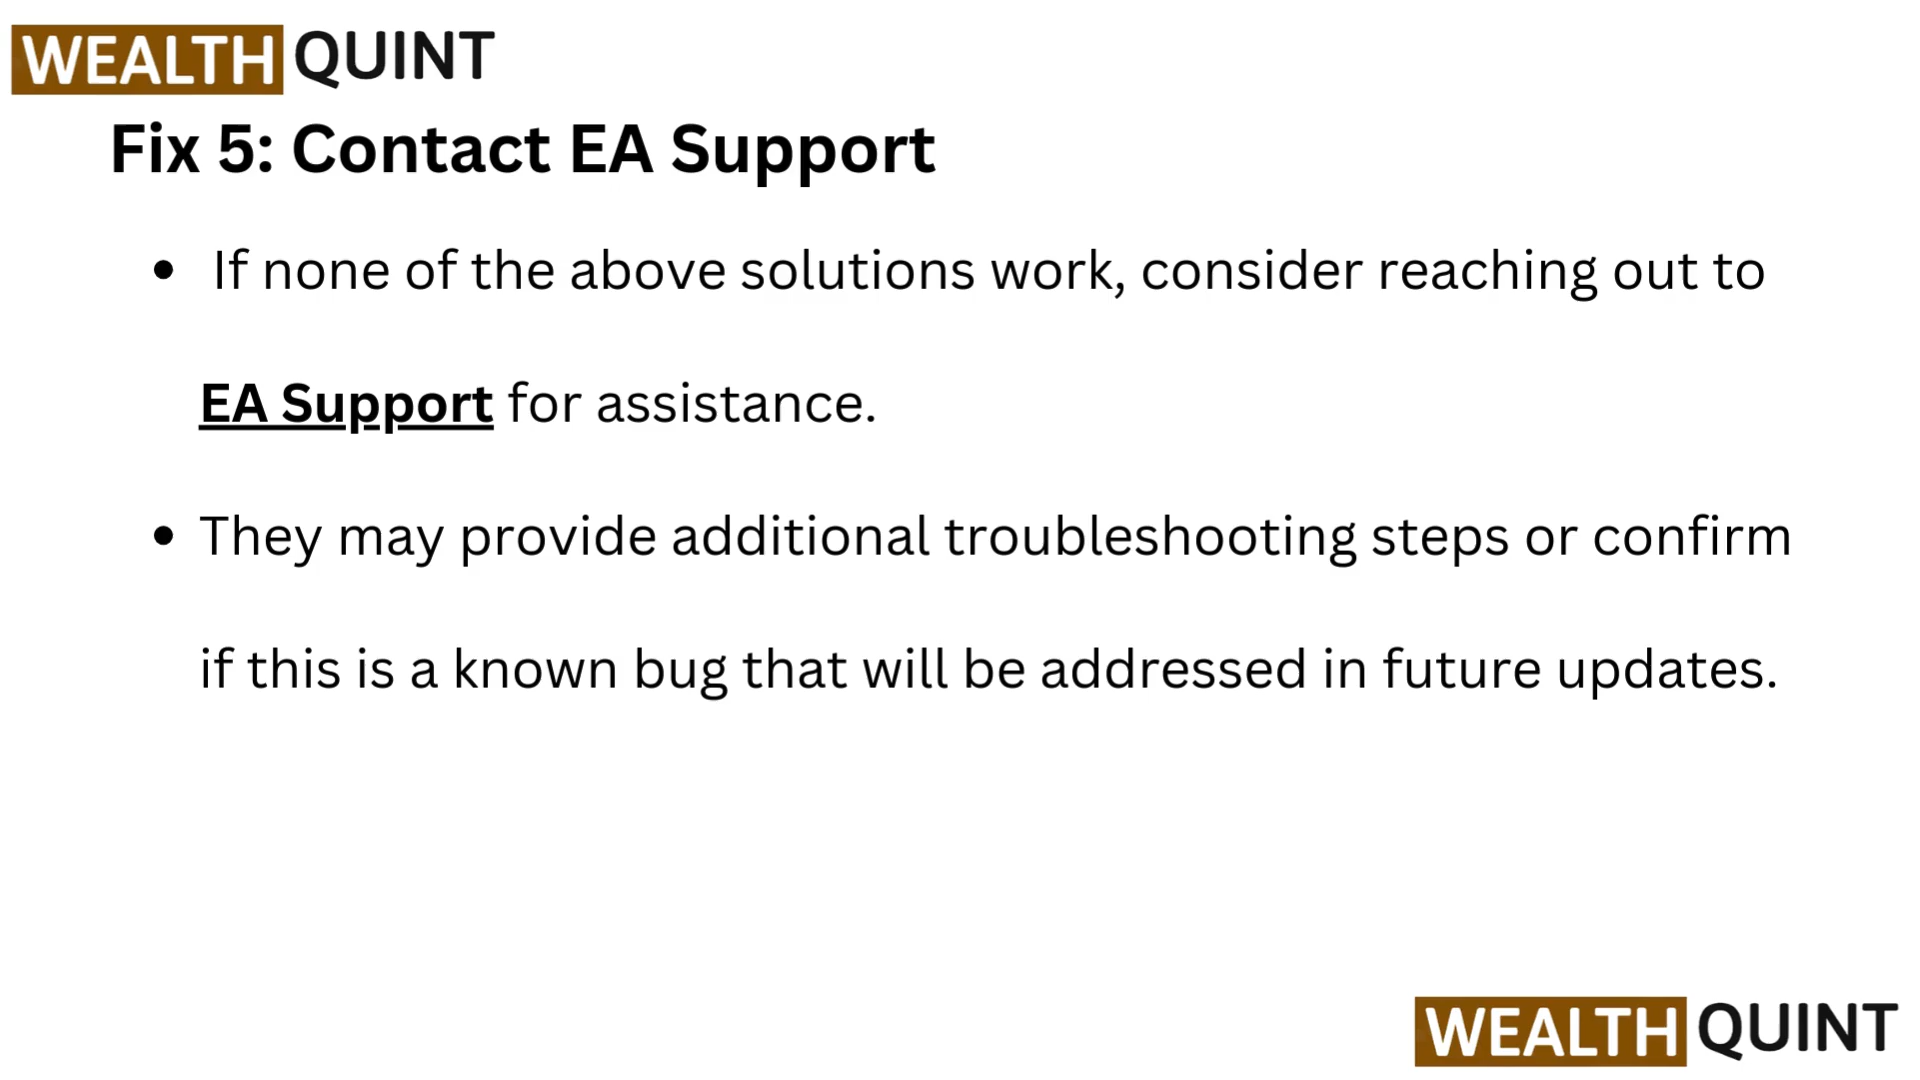 WEALTH QUINT
Fix 5: Contact EA Support
• If none of the above solutions work, consider reaching out to
EA Support for assistance.
• They may provide additional troubleshooting steps or confirm
if this is a known bug that will be addressed in future updates.
WEALTH QUINT